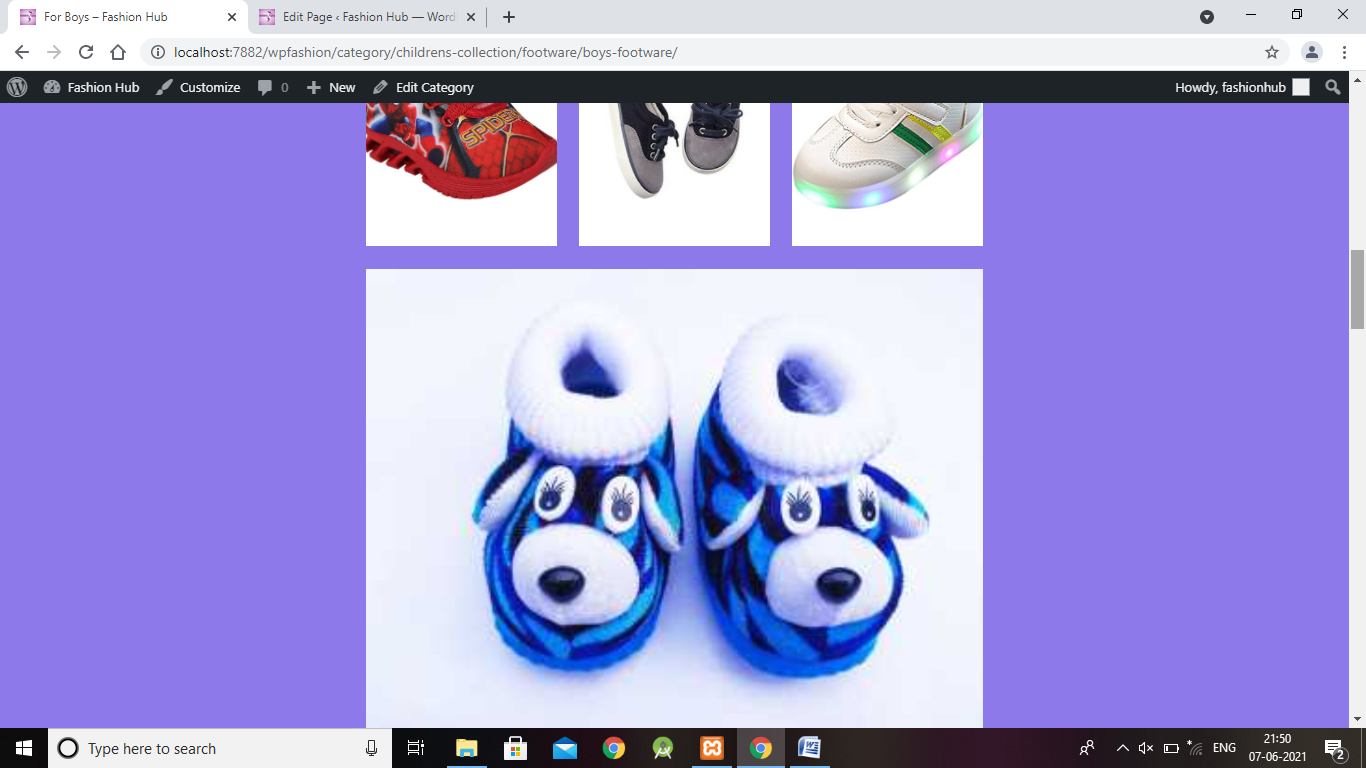 For Boys – Fashion Hub
Edit Page ‹ Fashion Hub — Word
localhost:7882/wpfashion/category/childrens-collection/footware/boys-footware/
Fashion Hub Customize 0 New Edit Category Howdy, fashionhub
SPIDER
Type here to search
ENG
21:50
07-06-2021
2